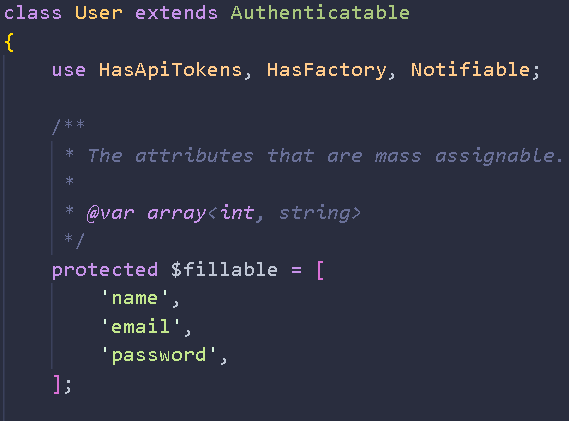 class User extends Authenticatable
{
use HasApiTokens, HasFactory, Notifiable;
/**
* The attributes that are mass assignable.
*
* @var array<int, string>
*/
protected $fillable = [
'name',
'email',
'password',
];